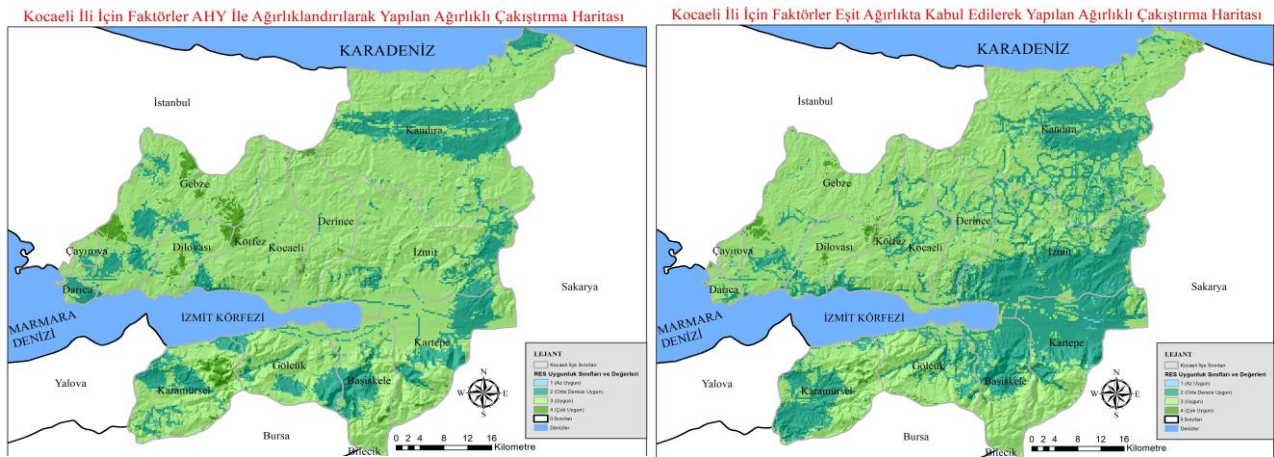 Kocaeli İli İçin Faktörler AHY İle Ağırlıklandırılarak Yapılan Ağırlıklı Çakıştırma Haritası
KARADENİZ
İstanbul
Kandıra
Gebze
Derince
Körfez
Kocaeli
Çayırova
Dilovası
İzmit
Darıca
Sakarya
MARMARA
DENİZİ
İZMİT KÖRFEZİ
Kartepe
Yalova
Gölcük
Karamürsel
Başiskele
Bursa
Bilecik
N
W
E
S
0 2 4 8 12 16
Kilometre
LEJANT
Kocaeli İlçe Sınırları
RES Uygunluk Sınıfları ve Değerleri
1 (Az Uygun)
2 (Orta Derece Uygun)
3 (Uygun)
4 (Çok Uygun)
İl Sınırları
Denizler
Kocaeli İli İçin Faktörler Eşit Ağırlıkta Kabul Edilerek Yapılan Ağırlıklı Çakıştırma Haritası
KARADENİZ
İstanbul
Kandıra
Gebze
Derince
Körfez
Kocaeli
Çayırova
Dilovası
İzmit
Darıca
Sakarya
MARMARA
DENİZİ
İZMİT KÖRFEZİ
Kartepe
Yalova
Gölcük
Karamürsel
Başiskele
Bursa
Bilecik
N
W
E
S
0 2 4 8 12 16
Kilometre
LEJANT
Kocaeli İlçe Sınırları
RES Uygunluk Sınıfları ve Değerleri
1 (Az Uygun)
2 (Orta Derece Uygun)
3 (Uygun)
4 (Çok Uygun)
İl Sınırları
Denizler